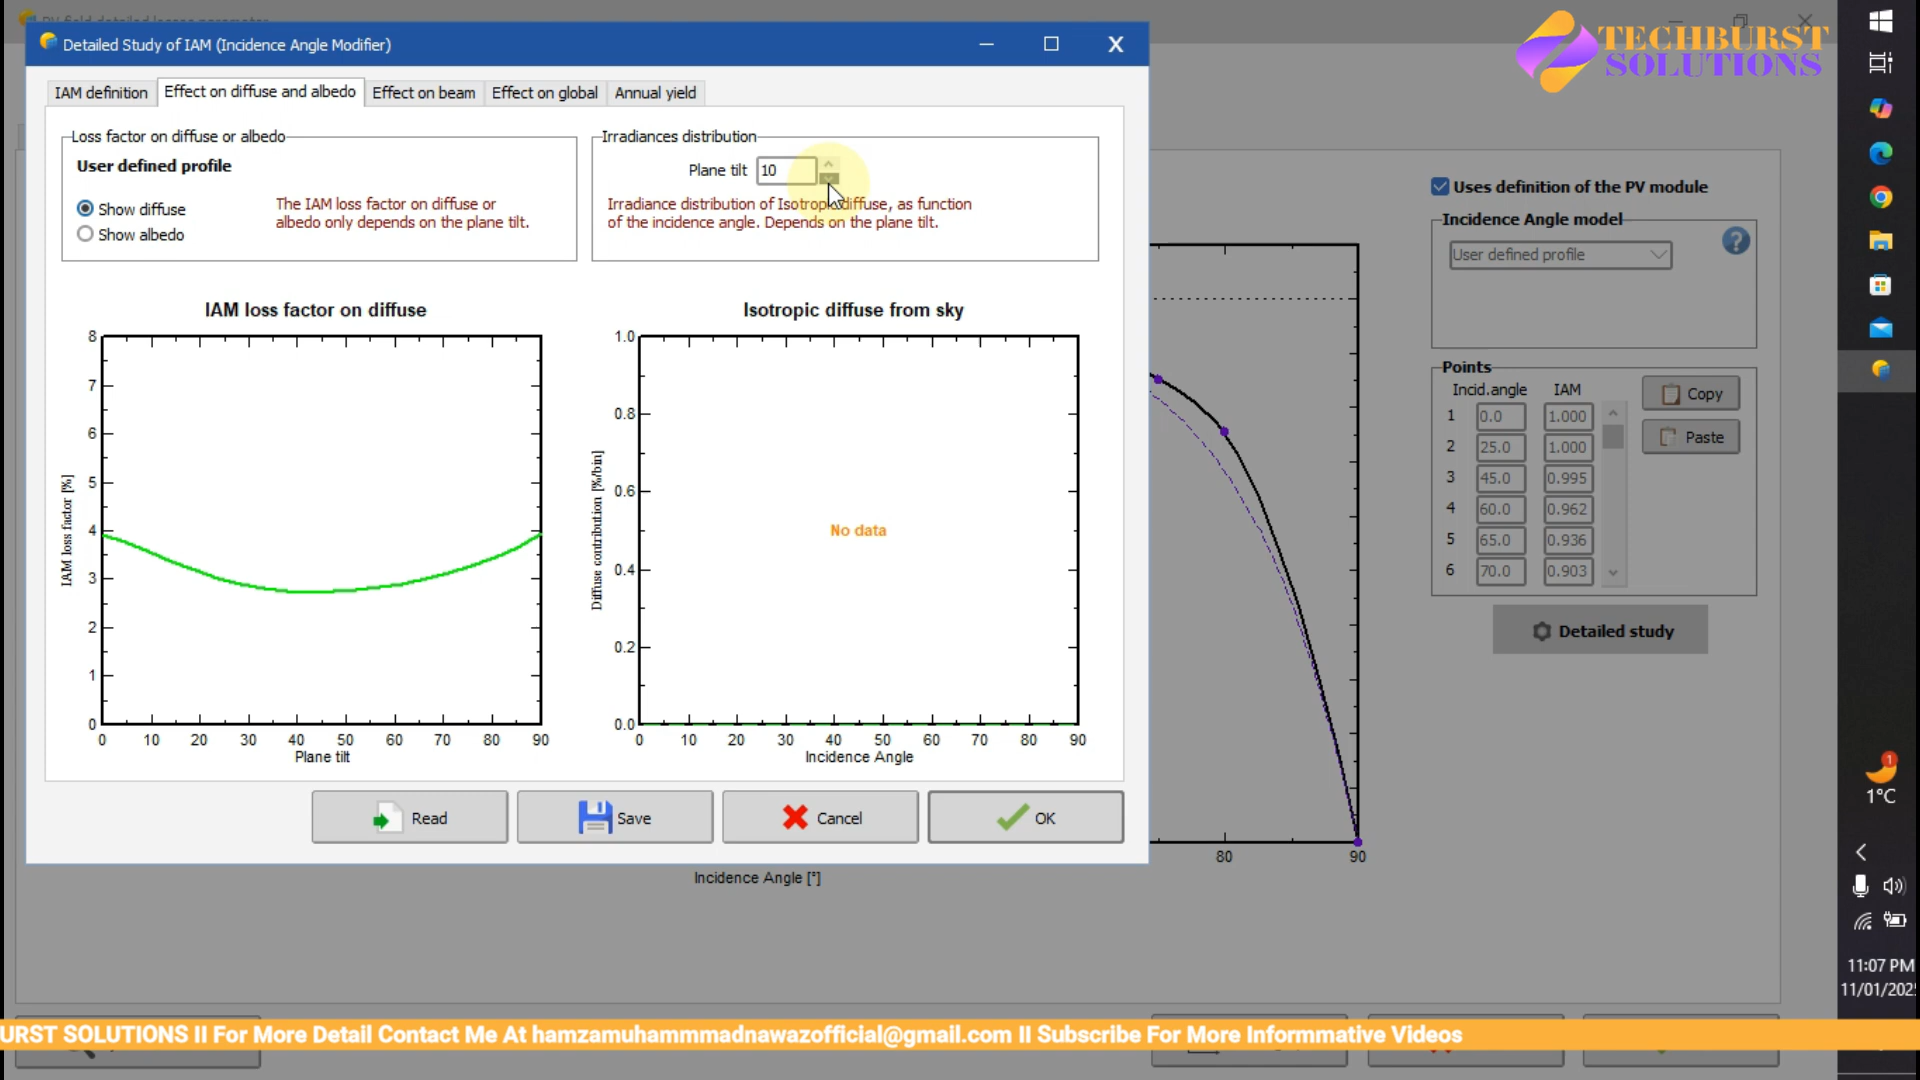 PV field detailed losses parameter
Detailed Study of IAM (Incidence Angle Modifier)
TECHBURST
SOLUTIONS
IAM definition
Effect on diffuse and albedo
Effect on beam
Effect on global
Annual yield
Loss factor on diffuse or albedo
User defined profile
Show diffuse
Show albedo
The IAM loss factor on diffuse or
albedo only depends on the plane tilt.
Irradiances distribution
Plane tilt 10
Irradiance distribution of Isotropic diffuse, as function
of the incidence angle. Depends on the plane tilt.
IAM loss factor on diffuse
IAM loss factor [%]
8
7
6
5
4
3
2
1
0
0 10 20 30 40 50 60 70 80 90
Plane tilt
Isotropic diffuse from sky
Diffuse contribution [%/bin]
1.0
0.8
0.6
0.4
0.2
0.0
No data
0 10 20 30 40 50 60 70 80 90
Incidence Angle
Read
Save
Cancel
OK
80 90
Incidence Angle [°]
Uses definition of the PV module
Incidence Angle model
User defined profile
?
Points
Incid.angle IAM
1 0.0 1.000
2 25.0 1.000
3 45.0 0.995
4 60.0 0.962
5 65.0 0.936
6 70.0 0.903
Copy
Paste
Detailed study
1
1°C
11:07 PM
11/01/202
URST SOLUTIONS II For More Detail Contact Me At hamzamuhammmadnawazofficial@gmail.com II Subscribe For More Informmative Videos